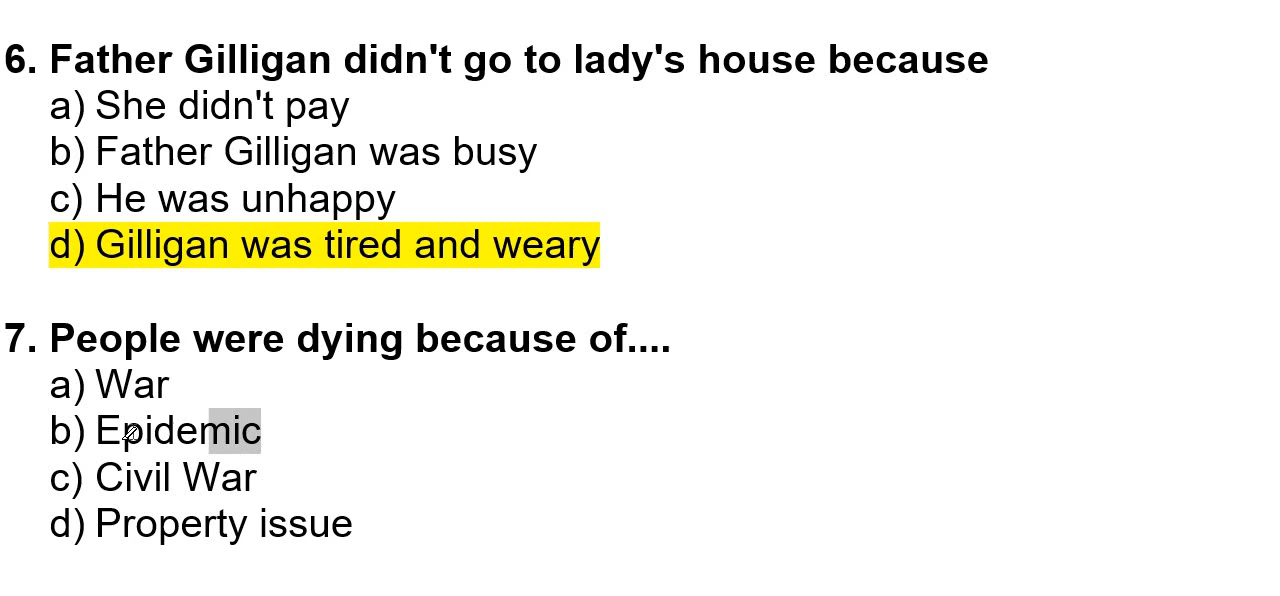 6. Father Gilligan didn't go to lady's house because
a) She didn't pay
b) Father Gilligan was busy
c) He was unhappy
d) Gilligan was tired and weary
7. People were dying because of....
a) War
b) Epidemic
c) Civil War
d) Property issue